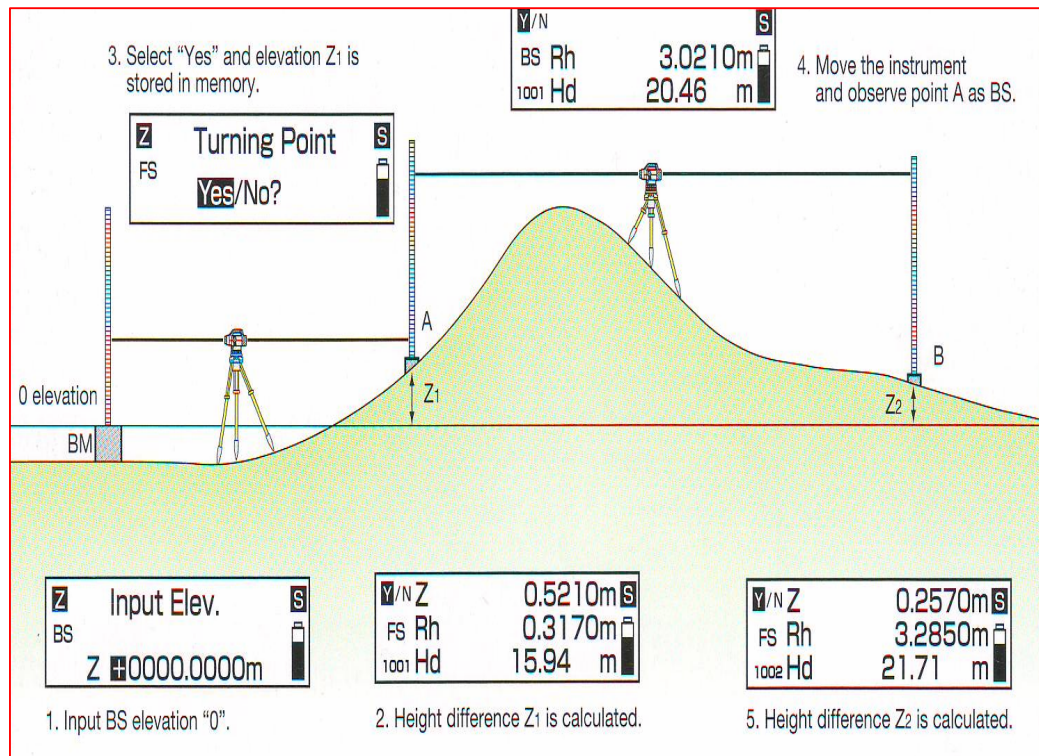 3. Select “Yes” and elevation Z1 is
stored in memory.
Z Turning Point S
FS
Yes/No?
Y/N S
BS Rh 3.0210m
1001 Hd 20.46 m
4. Move the instrument
and observe point A as BS.
A
Z1
B
Z2
0 elevation
BM
Z Input Elev. S
BS
Z +0000.0000m
1. Input BS elevation “0”.
Y/N Z 0.5210m S
FS Rh 0.3170m
1001 Hd 15.94 m
2. Height difference Z1 is calculated.
Y/N Z 0.2570m S
FS Rh 3.2850m
1002 Hd 21.71 m
5. Height difference Z2 is calculated.